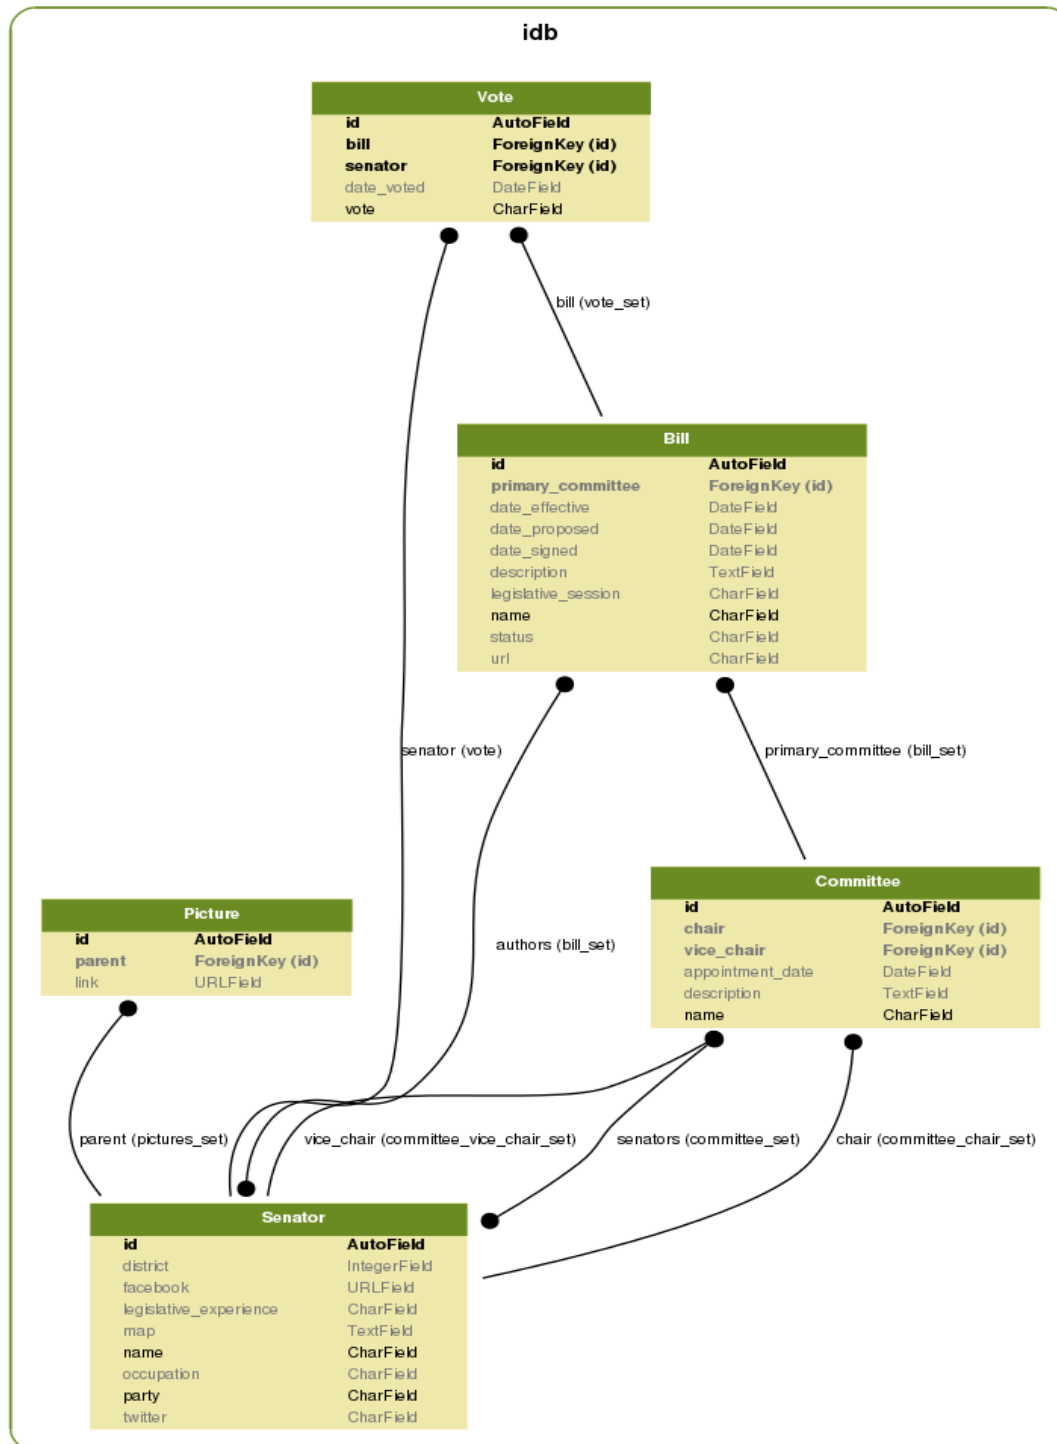 idb
Vote
id AutoField
bill ForeignKey (id)
senator ForeignKey (id)
date_voted DateField
vote CharField
bill (vote_set)
Bill
id AutoField
primary_committee ForeignKey (id)
date_effective DateField
date_proposed DateField
date_signed DateField
description TextField
legislative_session CharField
name CharField
status CharField
url CharField
senator (vote)
primary_committee (bill_set)
authors (bill_set)
Picture
id AutoField
parent ForeignKey (id)
link URLField
Committee
id AutoField
chair ForeignKey (id)
vice_chair ForeignKey (id)
appointment_date DateField
description TextField
name CharField
parent (pictures_set)
vice_chair (committee_vice_chair_set)
senators (committee_set)
chair (committee_chair_set)
Senator
id AutoField
district IntegerField
facebook URLField
legislative_experience CharField
map TextField
name CharField
occupation CharField
party CharField
twitter CharField